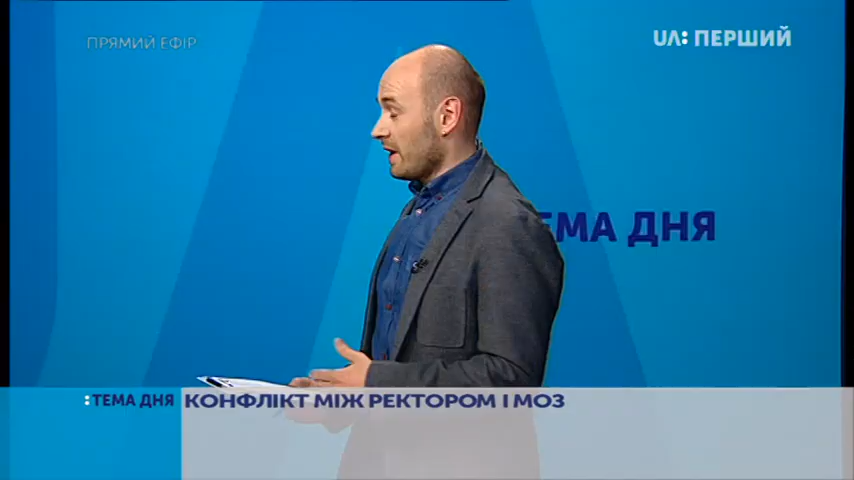 ПРЯМИЙ ЕФІР
UA: ПЕРШИЙ
ТЕМА ДНЯ
:ТЕМА ДНЯ КОНФЛІКТ МІЖ РЕКТОРОМ І МОЗ